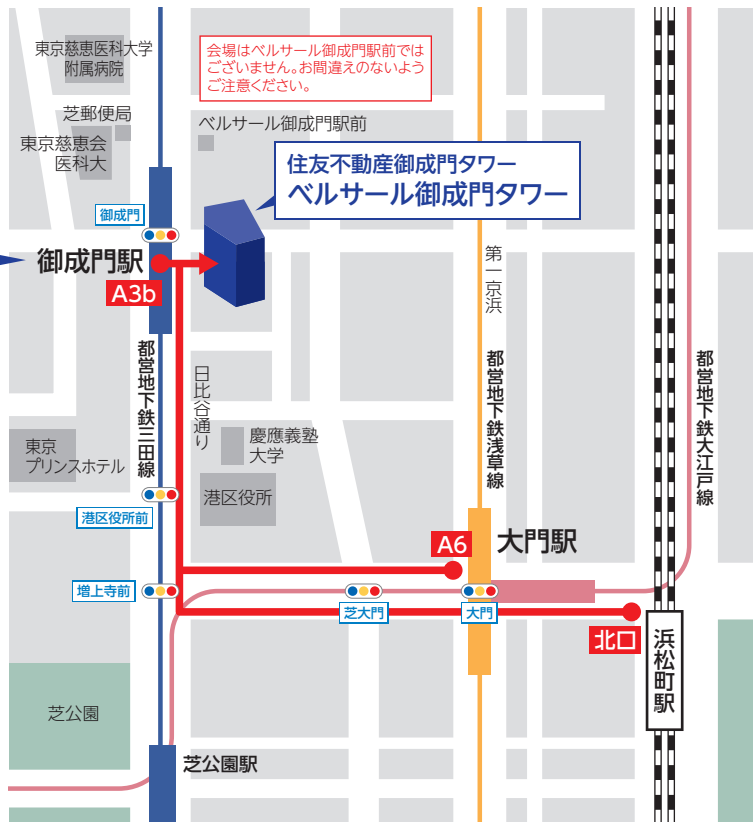 東京慈恵医科大学
附属病院
会場はベルサール御成門駅前では
ございません。お間違えのないよう
ご注意ください。
芝郵便局
ベルサール御成門駅前
東京慈恵会
医科大
住友不動産御成門タワー
ベルサール御成門タワー
御成門
御成門駅
A3b
第一京浜
都営地下鉄三田線
日比谷通り
都営地下鉄浅草線
都営地下鉄大江戸線
東京
プリンスホテル
慶應義塾
大学
港区役所
港区役所前
A6
大門駅
増上寺前
芝大門
大門
北口
浜松町駅
芝公園
芝公園駅